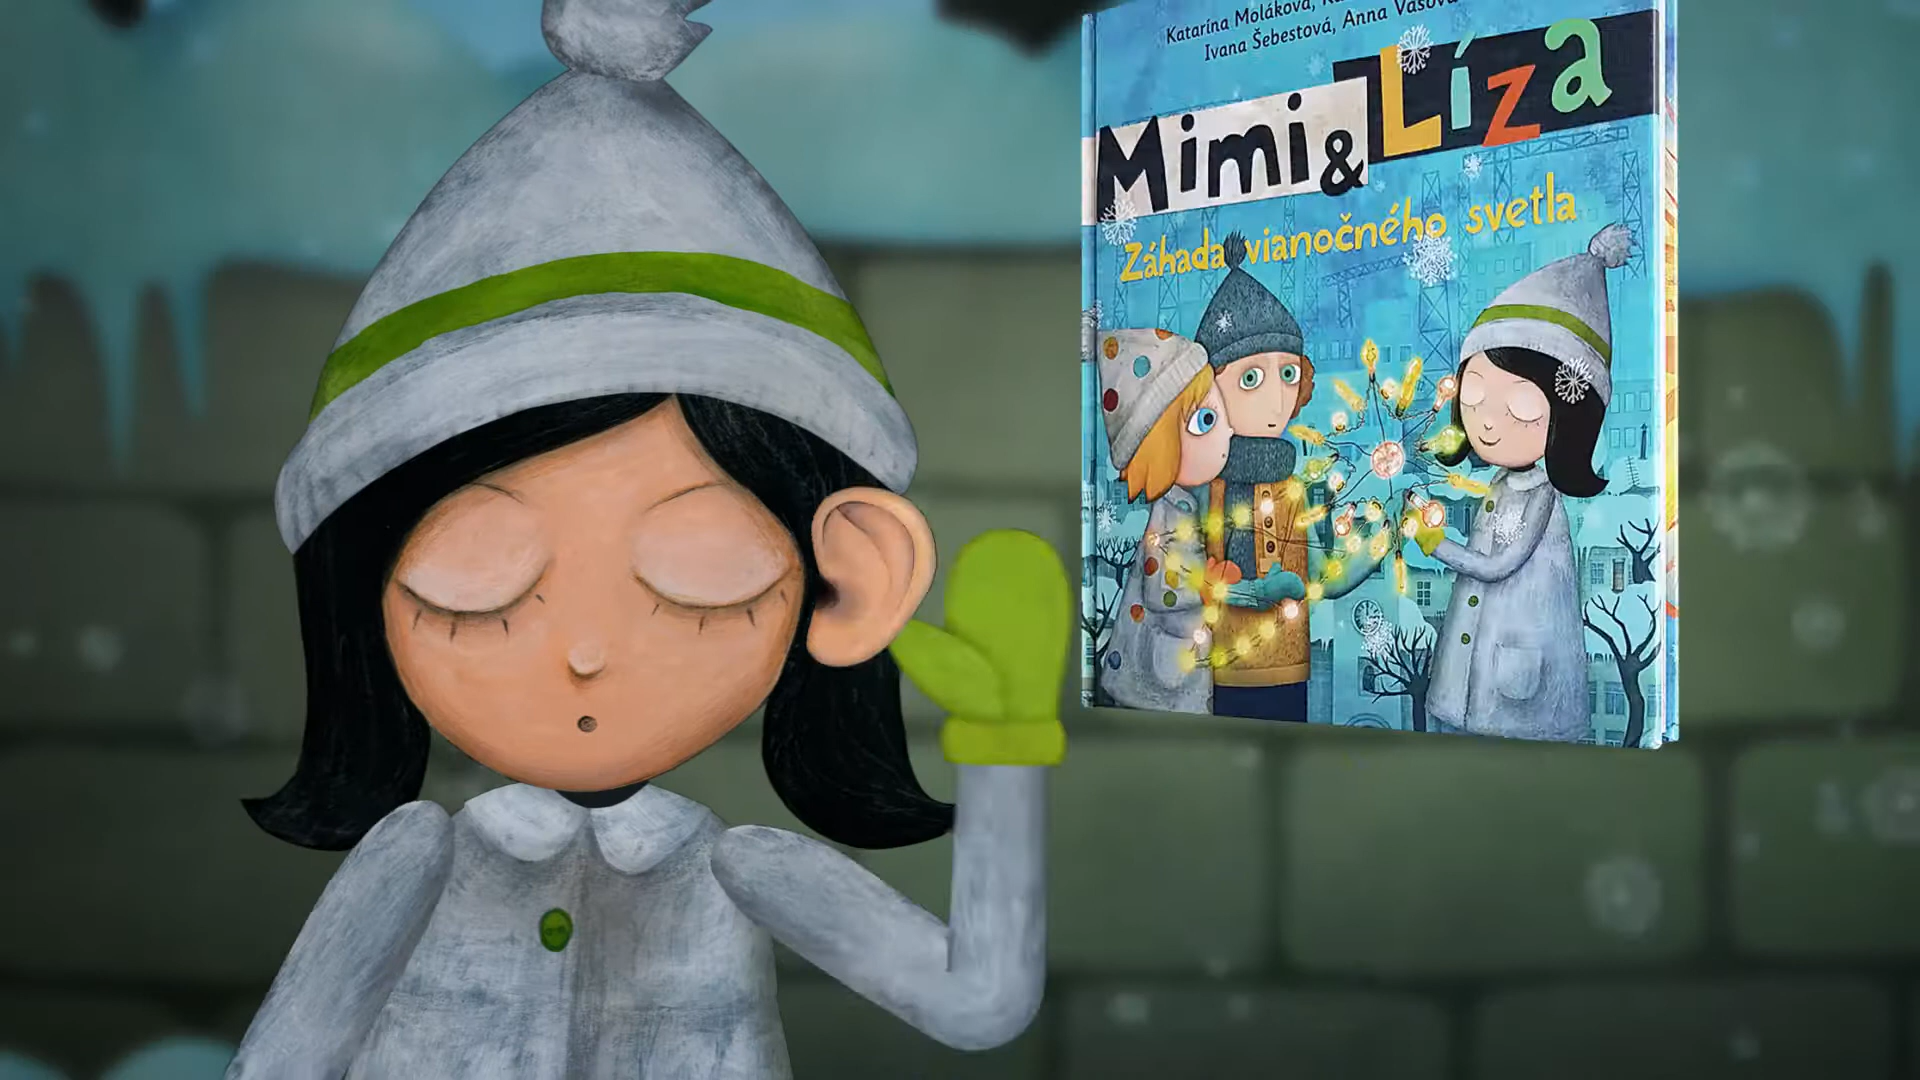 Katarína Moláková,
Ivana Šebestová, Anna Vášová
Mimi & Líza
Záhada vianočného svetla